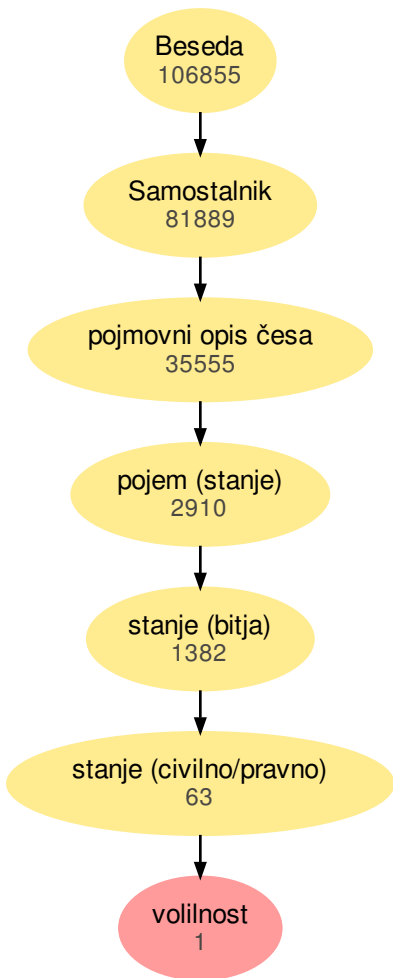 Beseda
106855
Samostalnik
81889
pojmovni opis česa
35555
pojem (stanje)
2910
stanje (bitja)
1382
stanje (civilno/pravno)
63
volilnost
1